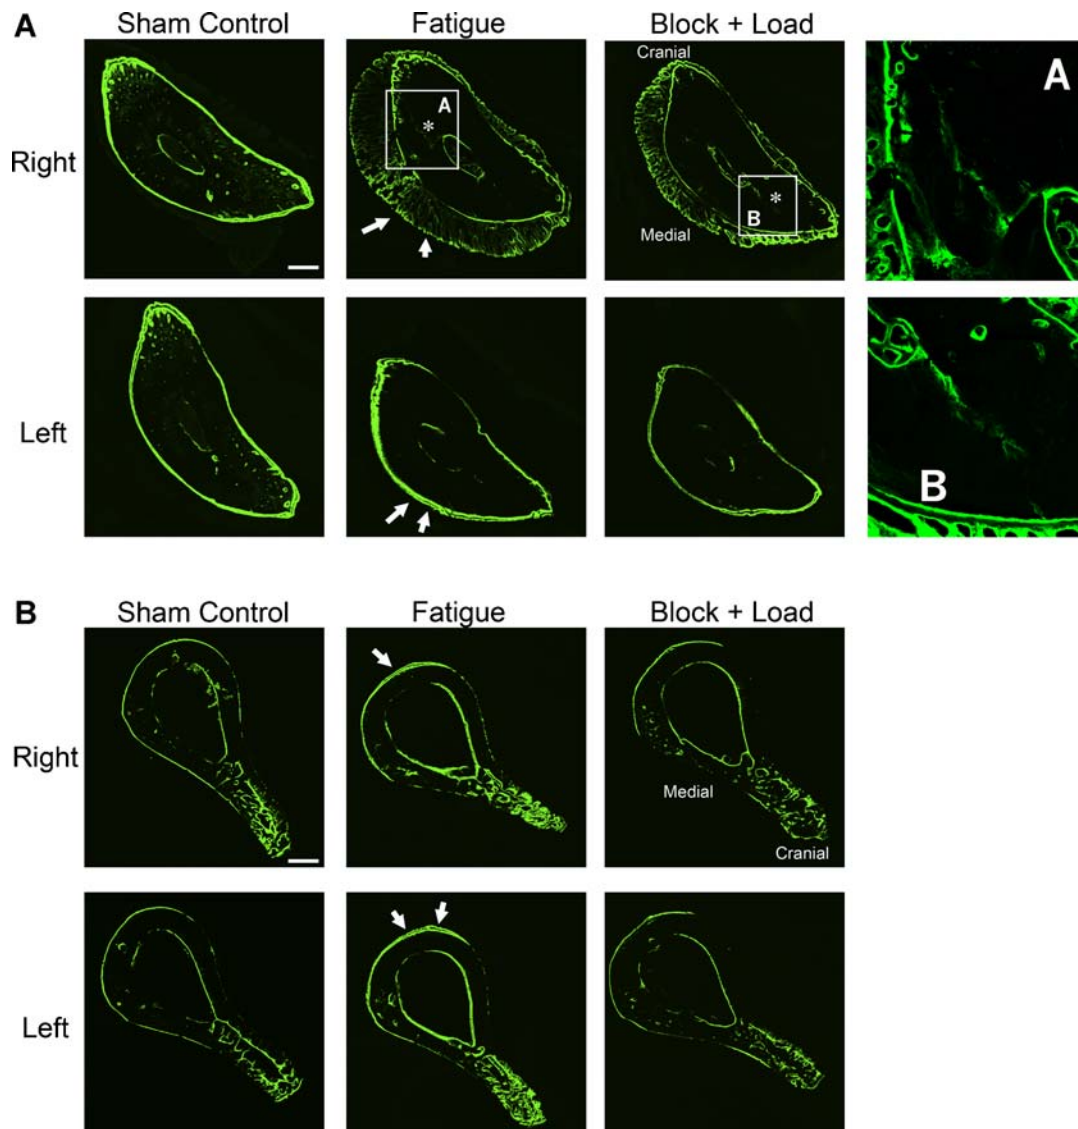 A
Sham Control Fatigue Block + Load
Right
A
*
Cranial
*
B
Medial
A
Left
B
B
Sham Control Fatigue Block + Load
Right
Medial
Cranial
Left